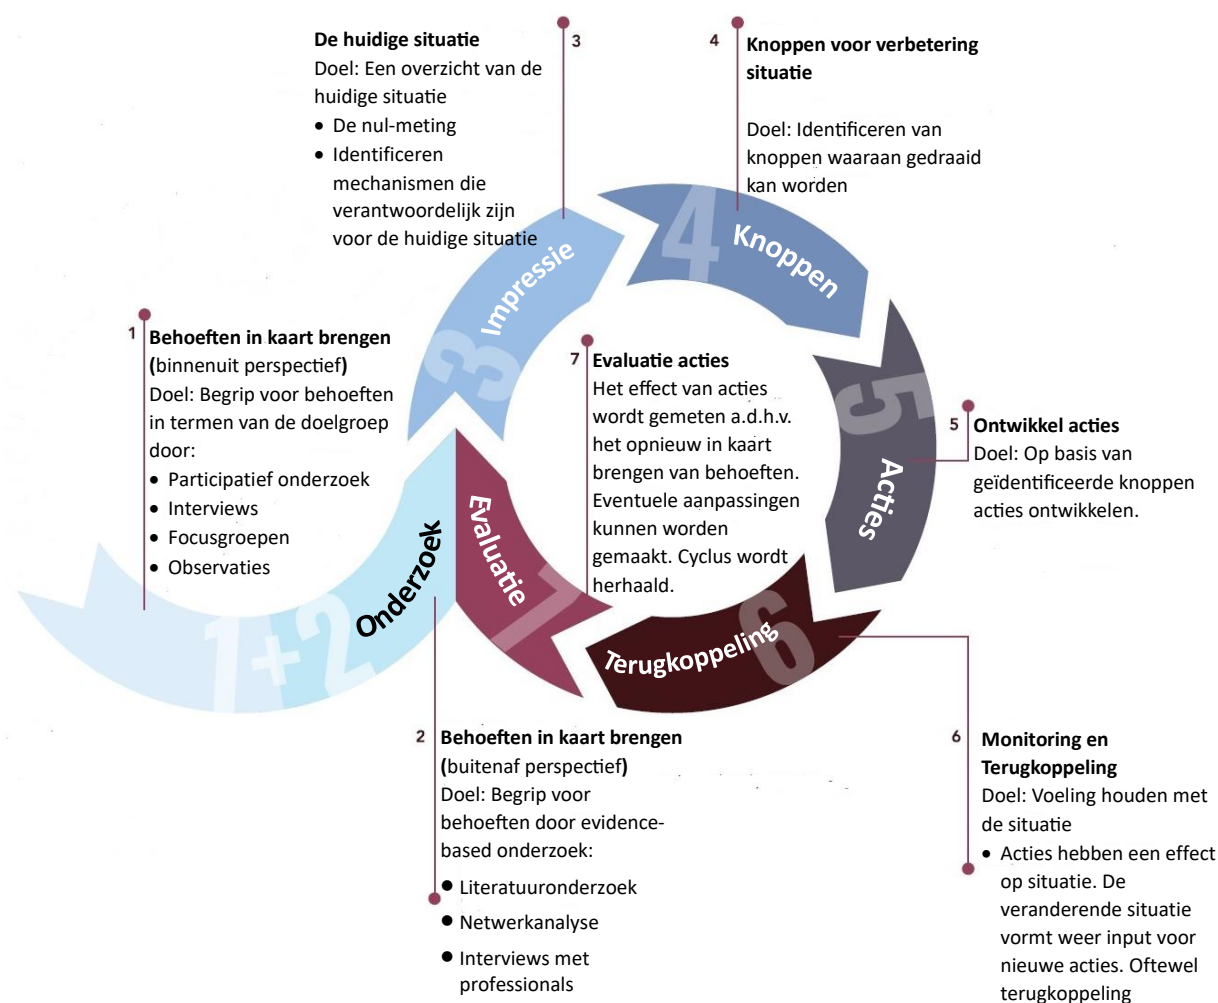 De huidige situatie
Doel: Een overzicht van de
huidige situatie
• De nul-meting
• Identificeren
mechanismen die
verantwoordelijk zijn
voor de huidige situatie
3
4
Knoppen voor verbetering
situatie
Doel: Identificeren van
knoppen waaraan gedraaid
kan worden
1
Behoeften in kaart brengen
(binnenuit perspectief)
Doel: Begrip voor behoeften
in termen van de doelgroep
door:
• Participatief onderzoek
• Interviews
• Focusgroepen
• Observaties
7
Evaluatie acties
Het effect van acties
wordt gemeten a.d.h.v.
het opnieuw in kaart
brengen van behoeften.
Eventuele aanpassingen
kunnen worden
gemaakt. Cyclus wordt
herhaald.
5
Ontwikkel acties
Doel: Op basis van
geïdentificeerde knoppen
acties ontwikkelen.
1+2
Onderzoek
3
Impressie
4
Knoppen
5
Acties
6
Terugkoppeling
7
Evaluatie
2
Behoeften in kaart brengen
(buitenaf perspectief)
Doel: Begrip voor
behoeften door evidence-
based onderzoek:
• Literatuuronderzoek
• Netwerkanalyse
• Interviews met
professionals
6
Monitoring en
Terugkoppeling
Doel: Voeling houden met
de situatie
• Acties hebben een effect
op situatie. De
veranderende situatie
vormt weer input voor
nieuwe acties. Oftewel
terugkoppeling